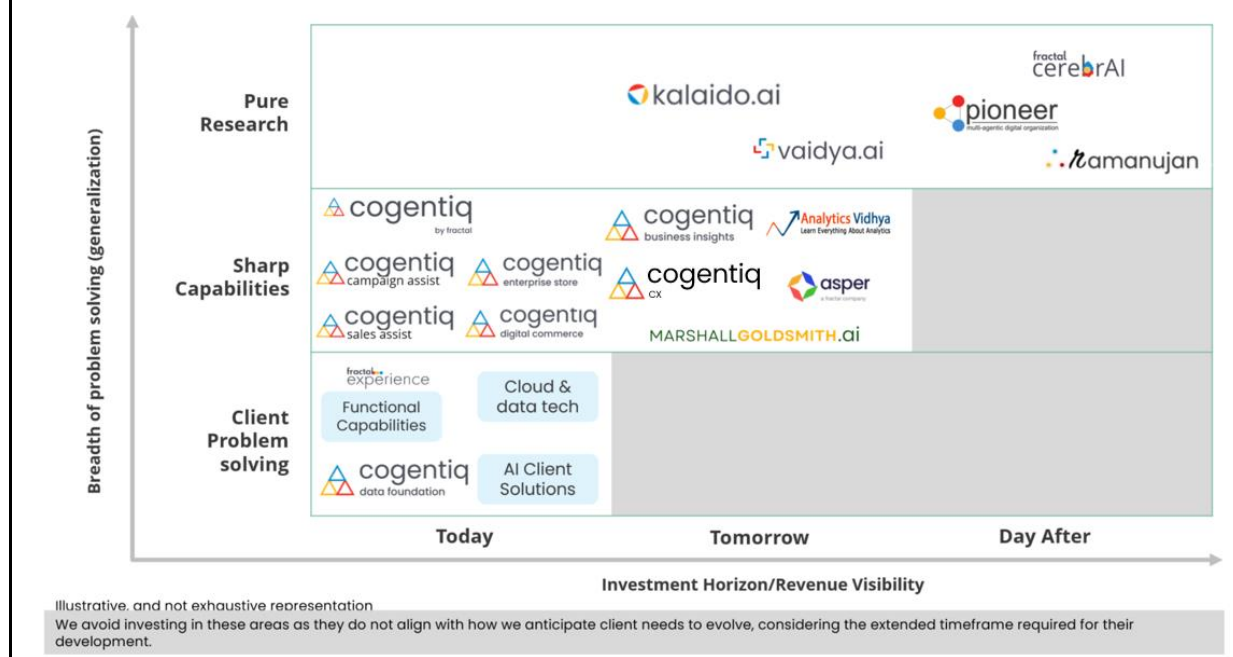 Breadth of problem solving (generalization)
Pure
Research
kalaido.ai
vaidya.ai
fractal
cerebrAI
pioneer
multi-agentic digital organization
Ramanujan
Sharp
Capabilities
cogentiq
by fractal
cogentiq
campaign assist
cogentiq
enterprise store
cogentiq
sales assist
cogentiq
digital commerce
cogentiq
business insights
Analytics Vidhya
Learn Everything About Analytics
cogentiq
cx
asper
a fractal company
MARSHALLGOLDSMITH.ai
Client
Problem
solving
fractal
experience
Functional
Capabilities
Cloud &
data tech
cogentiq
data foundation
AI Client
Solutions
Today
Tomorrow
Day After
Investment Horizon/Revenue Visibility
Illustrative, and not exhaustive representation
We avoid investing in these areas as they do not align with how we anticipate client needs to evolve, considering the extended timeframe required for their
development.